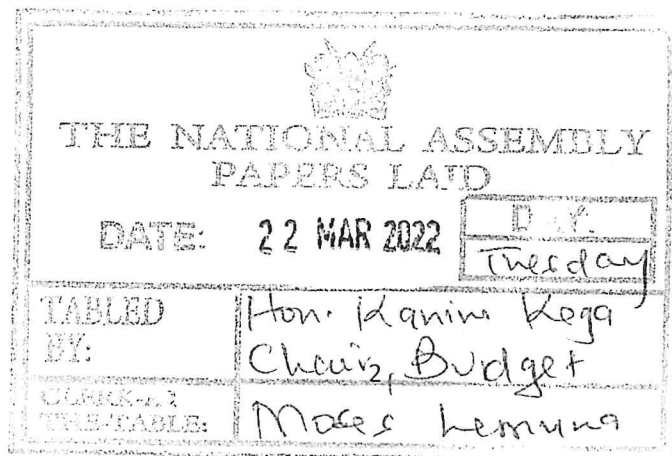 THE NATIONAL ASSEMBLY
PAPERS LAID
DATE: 22 MAR 2022
DAY.
Tuesday
TABLED
BY:
Hon. Kanini Kega
Chair, Budget
CLERK-AT
THE-TABLE:
Moses Lemuna